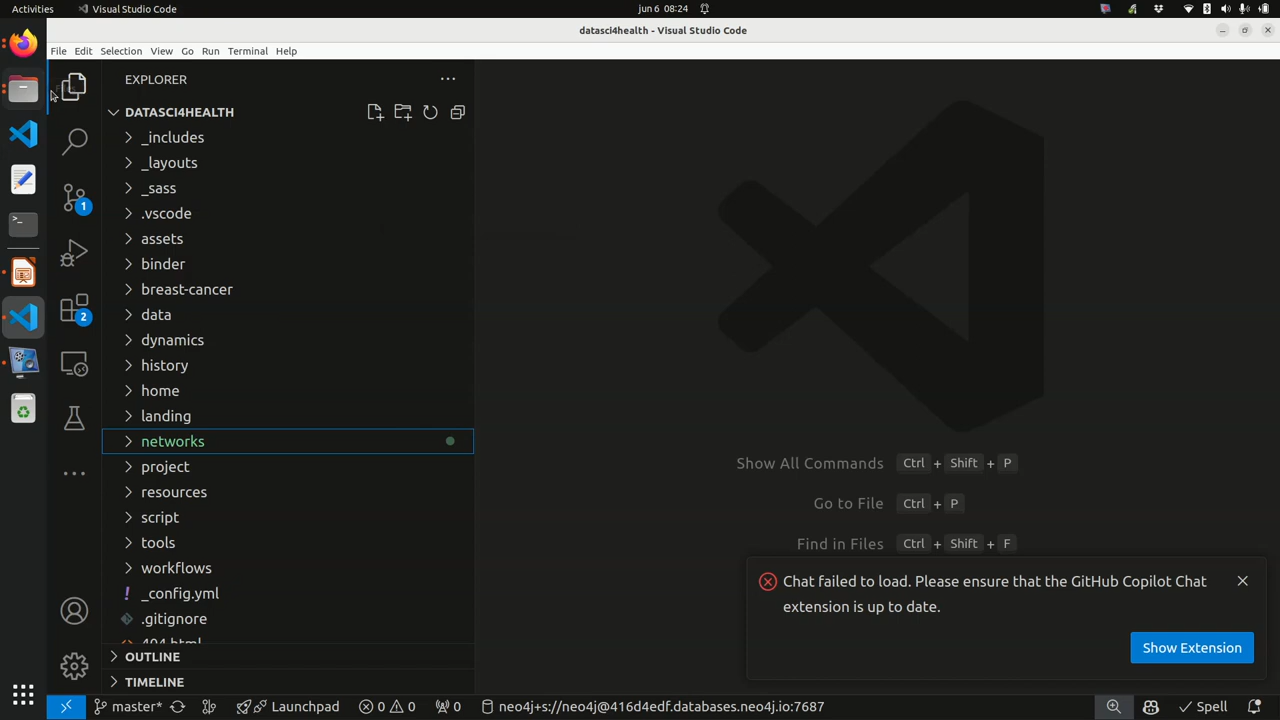 Activities
Visual Studio Code
jun 6 08:24
datasci4health - Visual Studio Code
File Edit Selection View Go Run Terminal Help
EXPLORER
DATASCI4HEALTH
_includes
_layouts
_sass
.vscode
assets
binder
breast-cancer
data
dynamics
history
home
landing
networks
project
resources
script
tools
workflows
_config.yml
.gitignore
404.html
OUTLINE
TIMELINE
1
2
Show All Commands Ctrl + Shift + P
Go to File Ctrl + P
Find in Files Ctrl + Shift + F
Chat failed to load. Please ensure that the GitHub Copilot Chat
extension is up to date.
Show Extension
master* Launchpad 0 0 0 neo4j+s://neo4j@416d4edf.databases.neo4j.io:7687 Spell